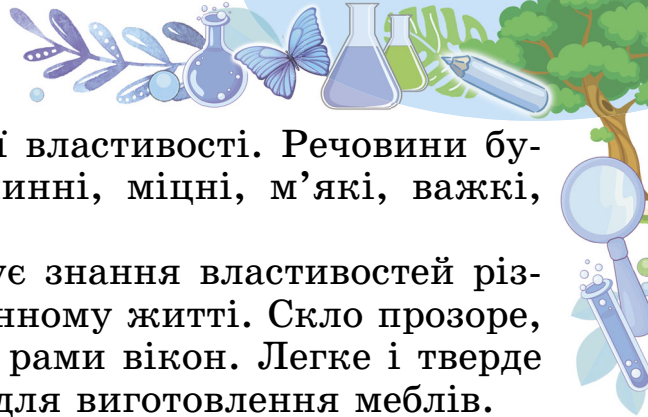 ї властивості. Речовини бу-
инні, міцні, м’які, важкі,
ує знання властивостей різ-
нному житті. Скло прозоре,
рами вікон. Легке і тверде
для виготовлення меблів.